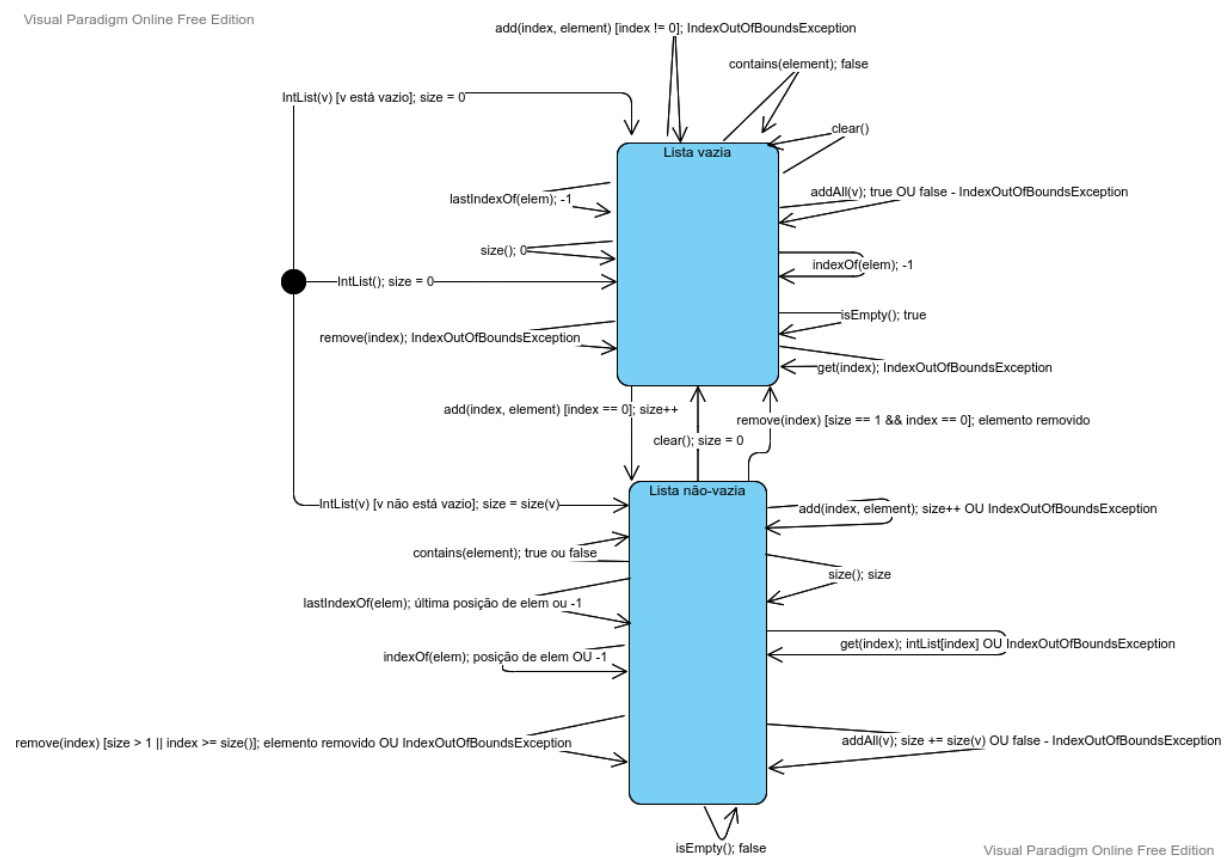 Visual Paradigm Online Free Edition
add(index, element) [index != 0]; IndexOutOfBoundsException
contains(element); false
IntList(v) [v está vazio]; size = 0
clear()
Lista vazia
addAll(v); true OU false - IndexOutOfBoundsException
lastIndexOf(elem); -1
size(); 0
indexOf(elem); -1
IntList(); size = 0
isEmpty(); true
remove(index); IndexOutOfBoundsException
get(index); IndexOutOfBoundsException
add(index, element) [index == 0]; size++
remove(index) [size == 1 && index == 0]; elemento removido
clear(); size = 0
Lista não-vazia
IntList(v) [v não está vazio]; size = size(v)
add(index, element); size++ OU IndexOutOfBoundsException
contains(element); true ou false
size(); size
lastIndexOf(elem); última posição de elem ou -1
get(index); intList[index] OU IndexOutOfBoundsException
indexOf(elem); posição de elem OU -1
remove(index) [size > 1 || index >= size()]; elemento removido OU IndexOutOfBoundsException
addAll(v); size += size(v) OU false - IndexOutOfBoundsException
isEmpty(); false
Visual Paradigm Online Free Edition